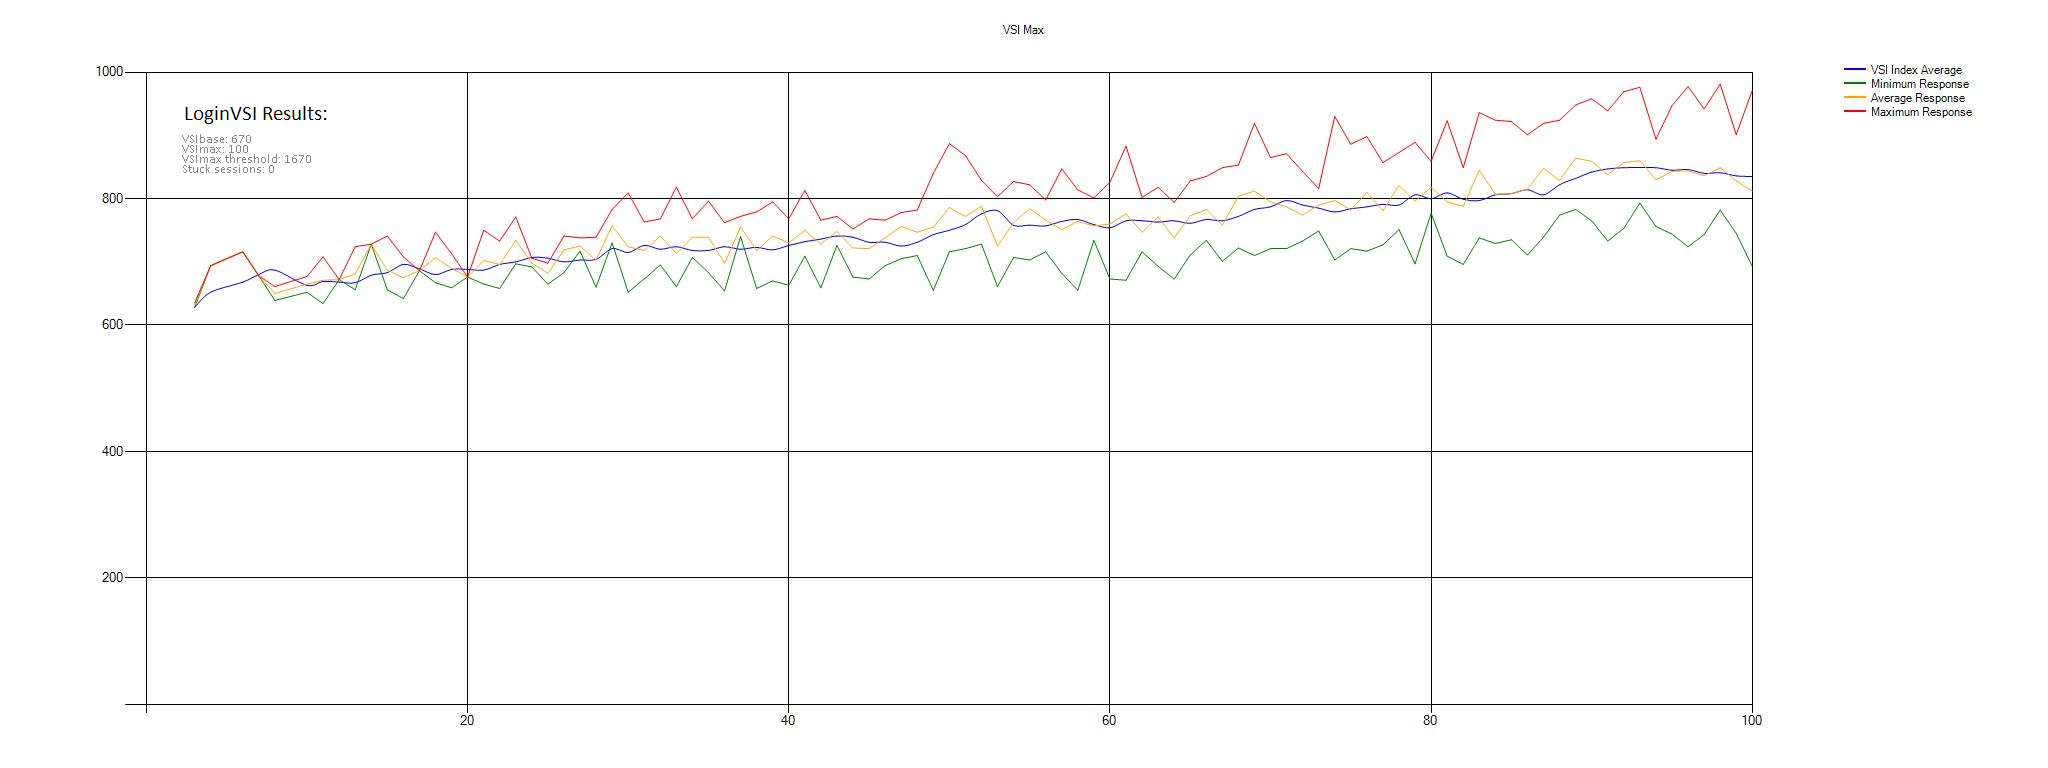 VSI Max
1000
800
600
400
200
20
40
60
80
100
LoginVSI Results:
VSIbase: 670
VSImax: 100
VSImax threshold: 1670
Stuck sessions: 0
VSI Index Average
Minimum Response
Average Response
Maximum Response